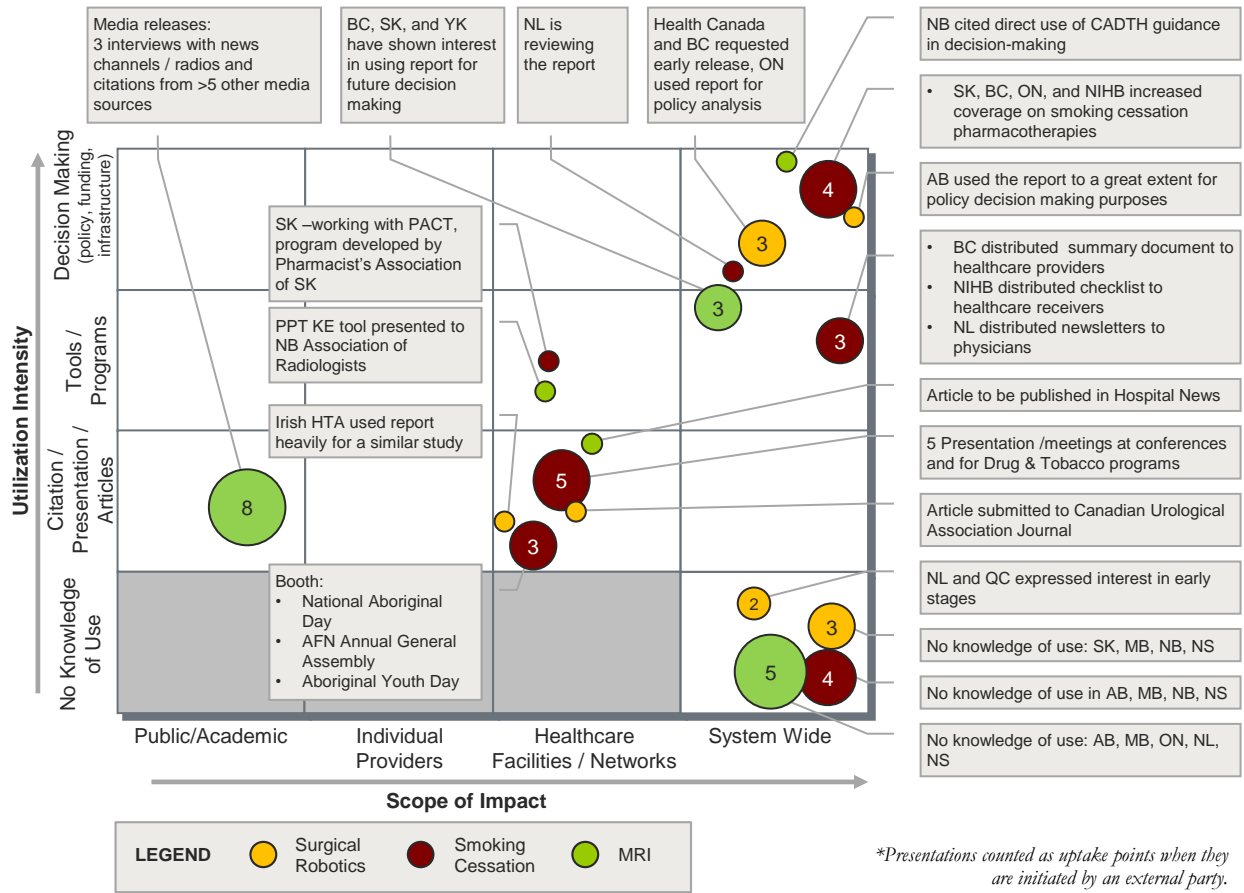 Media releases:
3 interviews with news
channels / radios and
citations from >5 other media
sources
BC, SK, and YK
have shown interest
in using report for
future decision
making
NL is
reviewing
the report
Health Canada
and BC requested
early release, ON
used report for
policy analysis
NB cited direct use of CADTH guidance
in decision-making
• SK, BC, ON, and NIHB increased
coverage on smoking cessation
pharmacotherapies
AB used the report to a great extent for
policy decision making purposes
• BC distributed summary document to
healthcare providers
• NIHB distributed checklist to
healthcare receivers
• NL distributed newsletters to
physicians
Article to be published in Hospital News
5 Presentation /meetings at conferences
and for Drug & Tobacco programs
Article submitted to Canadian Urological
Association Journal
NL and QC expressed interest in early
stages
No knowledge of use: SK, MB, NB, NS
No knowledge of use in AB, MB, NB, NS
No knowledge of use: AB, MB, ON, NL,
NS
Utilization Intensity
Decision Making
(policy, funding,
infrastructure)
Tools /
Programs
Citation /
Presentation /
Articles
No Knowledge
of Use
SK –working with PACT,
program developed by
Pharmacist's Association
of SK
PPT KE tool presented to
NB Association of
Radiologists
Irish HTA used report
heavily for a similar study
Booth:
• National Aboriginal
Day
• AFN Annual General
Assembly
• Aboriginal Youth Day
4
3
3
3
5
8
3
2
3
5
4
Public/Academic
Individual
Providers
Healthcare
Facilities / Networks
System Wide
Scope of Impact
LEGEND
Surgical
Robotics
Smoking
Cessation
MRI
*Presentations counted as uptake points when they
are initiated by an external party.